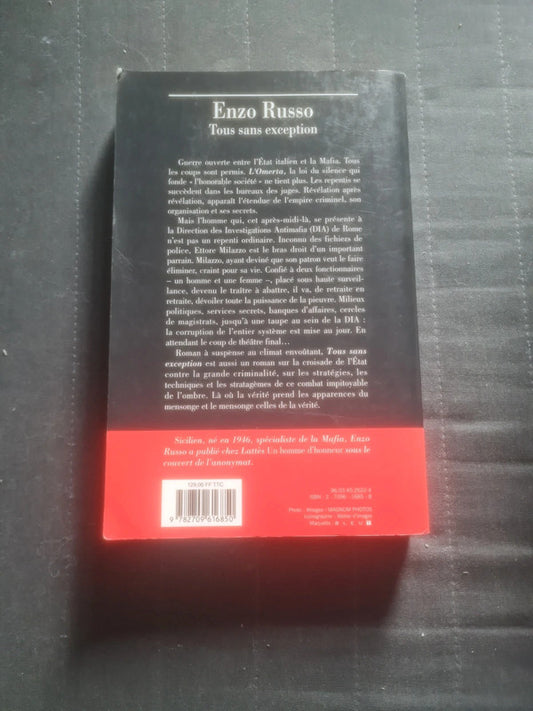 Enzo Russo
Tous sans exception
Guerre ouverte entre l'État italien et la Mafia. Tous
les coups sont permis. L'Omerta, la loi du silence qui
fonde « l'honorable société » ne tient plus. Les repentis se
succèdent dans les bureaux des juges. Révélation après
révélation, apparaît l'étendue de l'empire criminel, son
organisation et ses secrets.
Mais l'homme qui, cet après-midi-là, se présente à
la Direction des Investigations Antimafia (DIA) de Rome
n'est pas un repenti ordinaire. Inconnu des fichiers de
police, Ettore Milazzo est le bras droit d'un important
parrain. Milazzo, ayant deviné que son patron veut le faire
éliminer, craint pour sa vie. Confié à deux fonctionnaires
– un homme et une femme –, placé sous haute surveil-
lance, devenu le traître à abattre, il va, de retraite en
retraite, dévoiler toute la puissance de la pieuvre. Milieux
politiques, services secrets, banques d'affaires, cercles
de magistrats, jusqu'à une taupe au sein de la DIA :
la corruption de l'entier système est mise au jour. En
attendant le coup de théâtre final...
Roman à suspense au climat envoûtant, Tous sans
exception est aussi un roman sur la croisade de l'État
contre la grande criminalité, sur les stratégies, les
techniques et les stratagèmes de ce combat impitoyable
de l'ombre. Là où la vérité prend les apparences du
mensonge et le mensonge celles de la vérité.
Sicilien, né en 1946, spécialiste de la Mafia, Enzo
Russo a publié chez Lattès Un homme d'honneur sous le
couvert de l'anonymat.
129,00 FF TTC
9 782709 616850
ISBN : 2 - 7096 - 1685 - 8
Photo : MAGNUM PHOTOS
Maquette : B L E U T